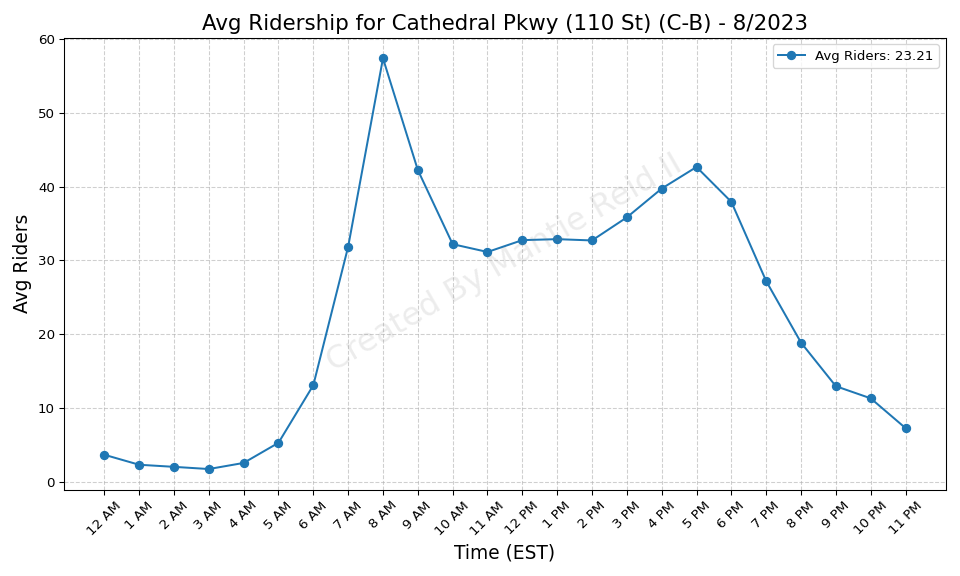 Avg Ridership for Cathedral Pkwy (110 St) (C-B) - 8/2023
Avg Riders: 23.21
60
50
40
30
20
10
0
Avg Riders
Created By Mantie Reid II
12 AM
1 AM
2 AM
3 AM
4 AM
5 AM
6 AM
7 AM
8 AM
9 AM
10 AM
11 AM
12 PM
1 PM
2 PM
3 PM
4 PM
5 PM
6 PM
7 PM
8 PM
9 PM
10 PM
11 PM
Time (EST)